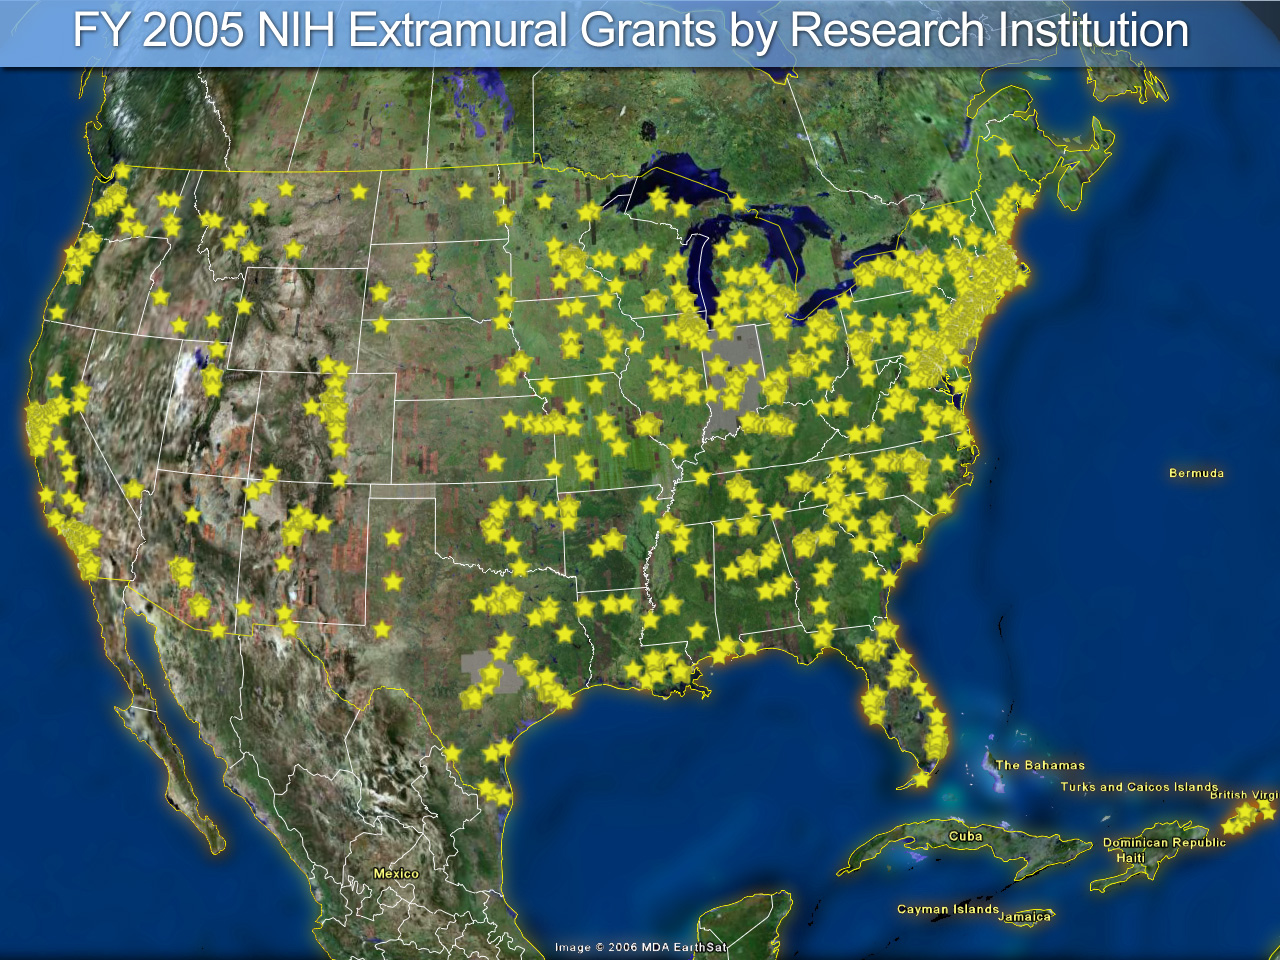 FY 2005 NIH Extramural Grants by Research Institution
Bermuda
The Bahamas
Turks and Caicos Islands
British Virgi
Cuba
Dominican Republic
Haiti
Mexico
Cayman Islands
Jamaica
Image © 2006 MDA EarthSat